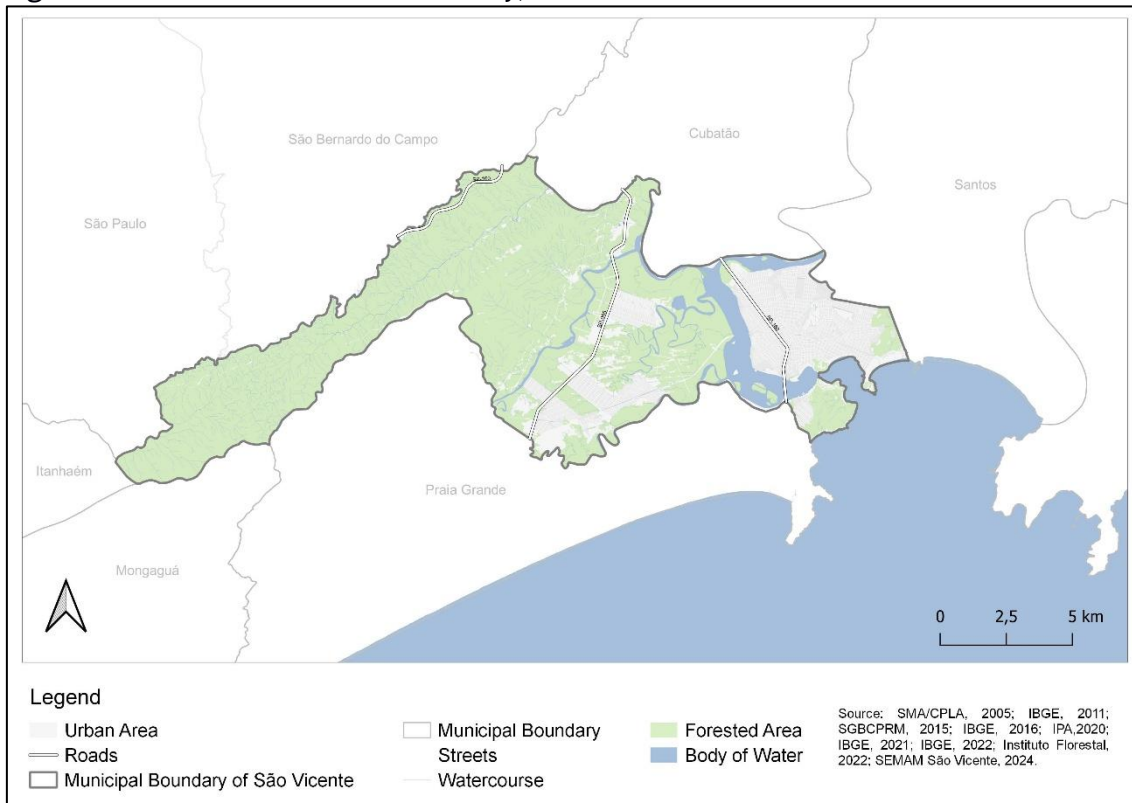 São Bernardo do Campo
Cubatão
Santos
São Paulo
Itanhaém
Praia Grande
Mongaguá
0 2,5 5 km
Legend
Urban Area
Roads
Municipal Boundary of São Vicente
Municipal Boundary
Streets
Watercourse
Forested Area
Body of Water
Source: SMA/CPLA, 2005; IBGE, 2011;
SGBCPRM, 2015; IBGE, 2016; IPA,2020;
IBGE, 2021; IBGE, 2022; Instituto Florestal,
2022; SEMAM São Vicente, 2024.